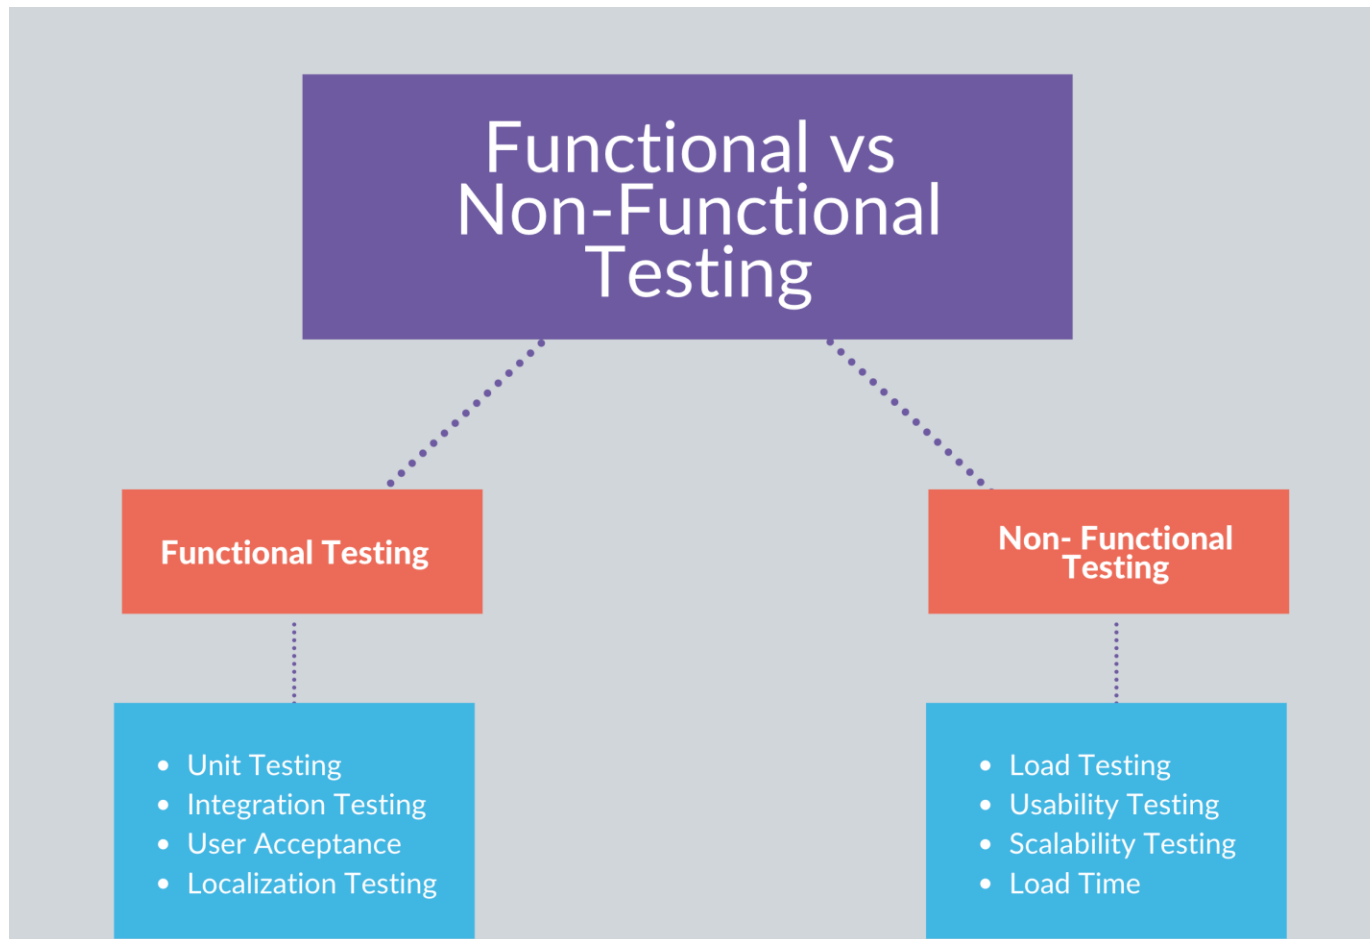 Functional vs
Non-Functional
Testing
Functional Testing
Non- Functional
Testing
Unit Testing
Integration Testing
User Acceptance
Localization Testing
Load Testing
Usability Testing
Scalability Testing
Load Time